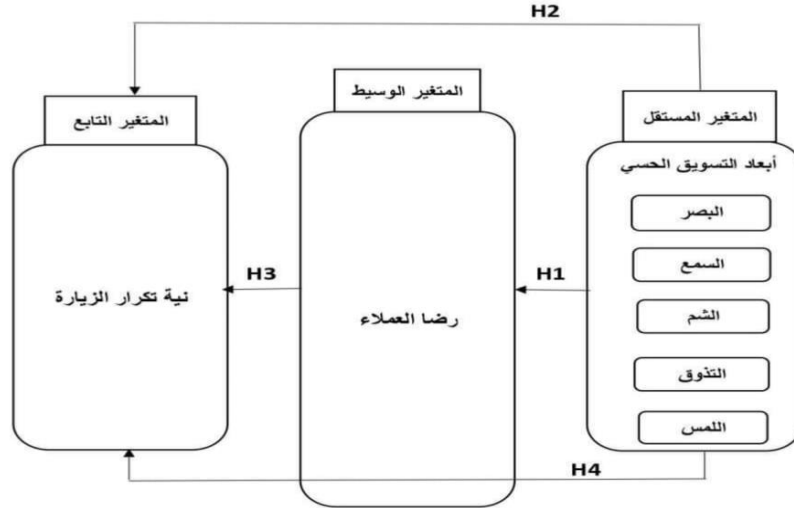 H2
المتغير المستقل
المتغير الوسيط
المتغير التابع
أبعاد التسويق الحسي
البصر
السمع
الشم
التذوق
اللمس
H1
رضا العملاء
H3
نية تكرار الزيارة
H4